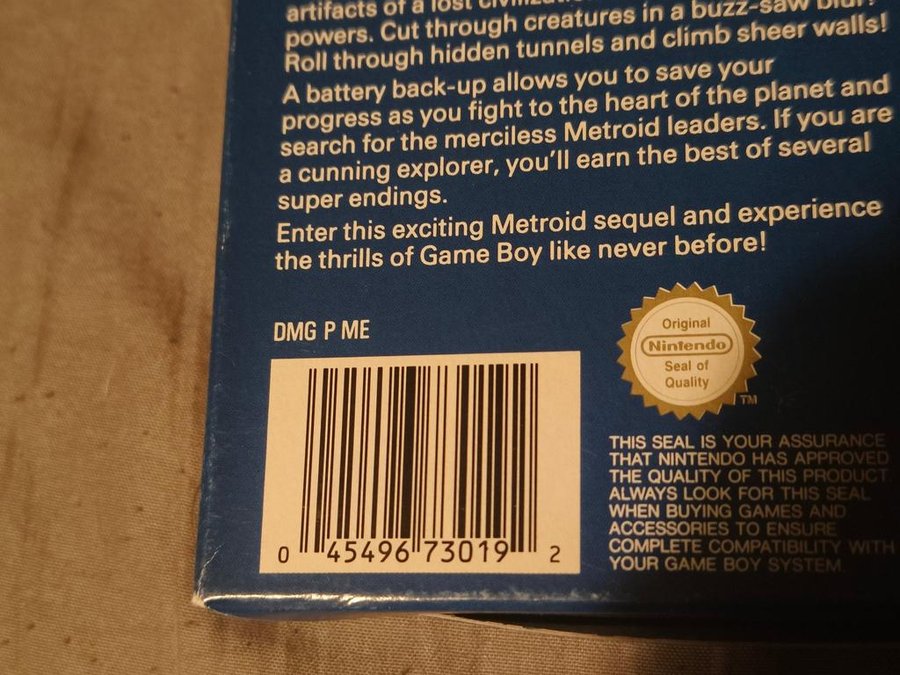 artifacts of a lost
powers. Cut through creatures in a buzz-saw blur!
Roll through hidden tunnels and climb sheer walls!
A battery back-up allows you to save your
progress as you fight to the heart of the planet and
search for the merciless Metroid leaders. If you are
a cunning explorer, you'll earn the best of several
super endings.
Enter this exciting Metroid sequel and experience
the thrills of Game Boy like never before!
DMG P ME
Original
Nintendo
Seal of
Quality
TM
0 45496 73019 2
THIS SEAL IS YOUR ASSURANCE
THAT NINTENDO HAS APPROVED
THE QUALITY OF THIS PRODUCT.
ALWAYS LOOK FOR THIS SEAL
WHEN BUYING GAMES AND
ACCESSORIES TO ENSURE
COMPLETE COMPATIBILITY WITH
YOUR GAME BOY SYSTEM.